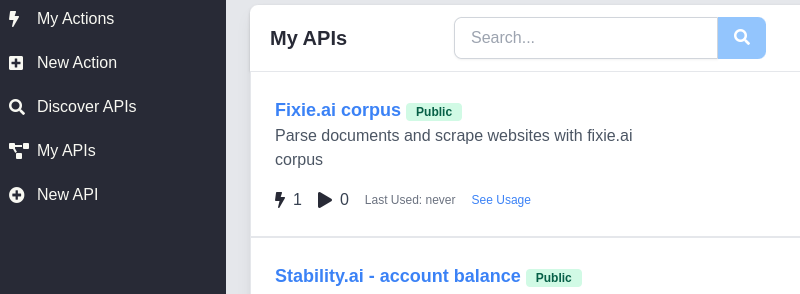 My Actions
New Action
Discover APIs
My APIs
New API
My APIs
Search...
Fixie.ai corpus Public
Parse documents and scrape websites with fixie.ai
corpus
1 0 Last Used: never See Usage
Stability.ai - account balance Public